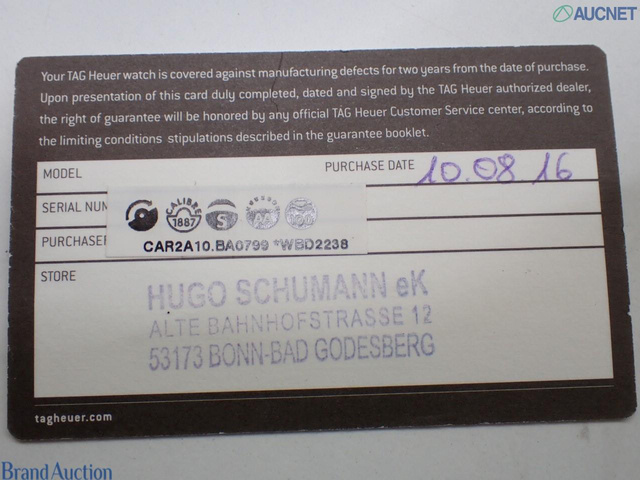 AUCNET
Your TAG Heuer watch is covered against manufacturing defects for two years from the date of purchase.
Upon presentation of this card duly completed, dated and signed by the TAG Heuer authorized dealer,
the right of guarantee will be honored by any official TAG Heuer Customer Service center, according to
the limiting conditions stipulations described in the guarantee booklet.
MODEL PURCHASE DATE 10.08 16
SERIAL NUM
CALIBRE 1887 S 100
PURCHASER
CAR2A10.BA0799 *WBD2238
STORE
HUGO SCHUMANN eK
ALTE BAHNHOFSTRASSE 12
53173 BONN-BAD GODESBERG
tagheuer.com
Brand Auction